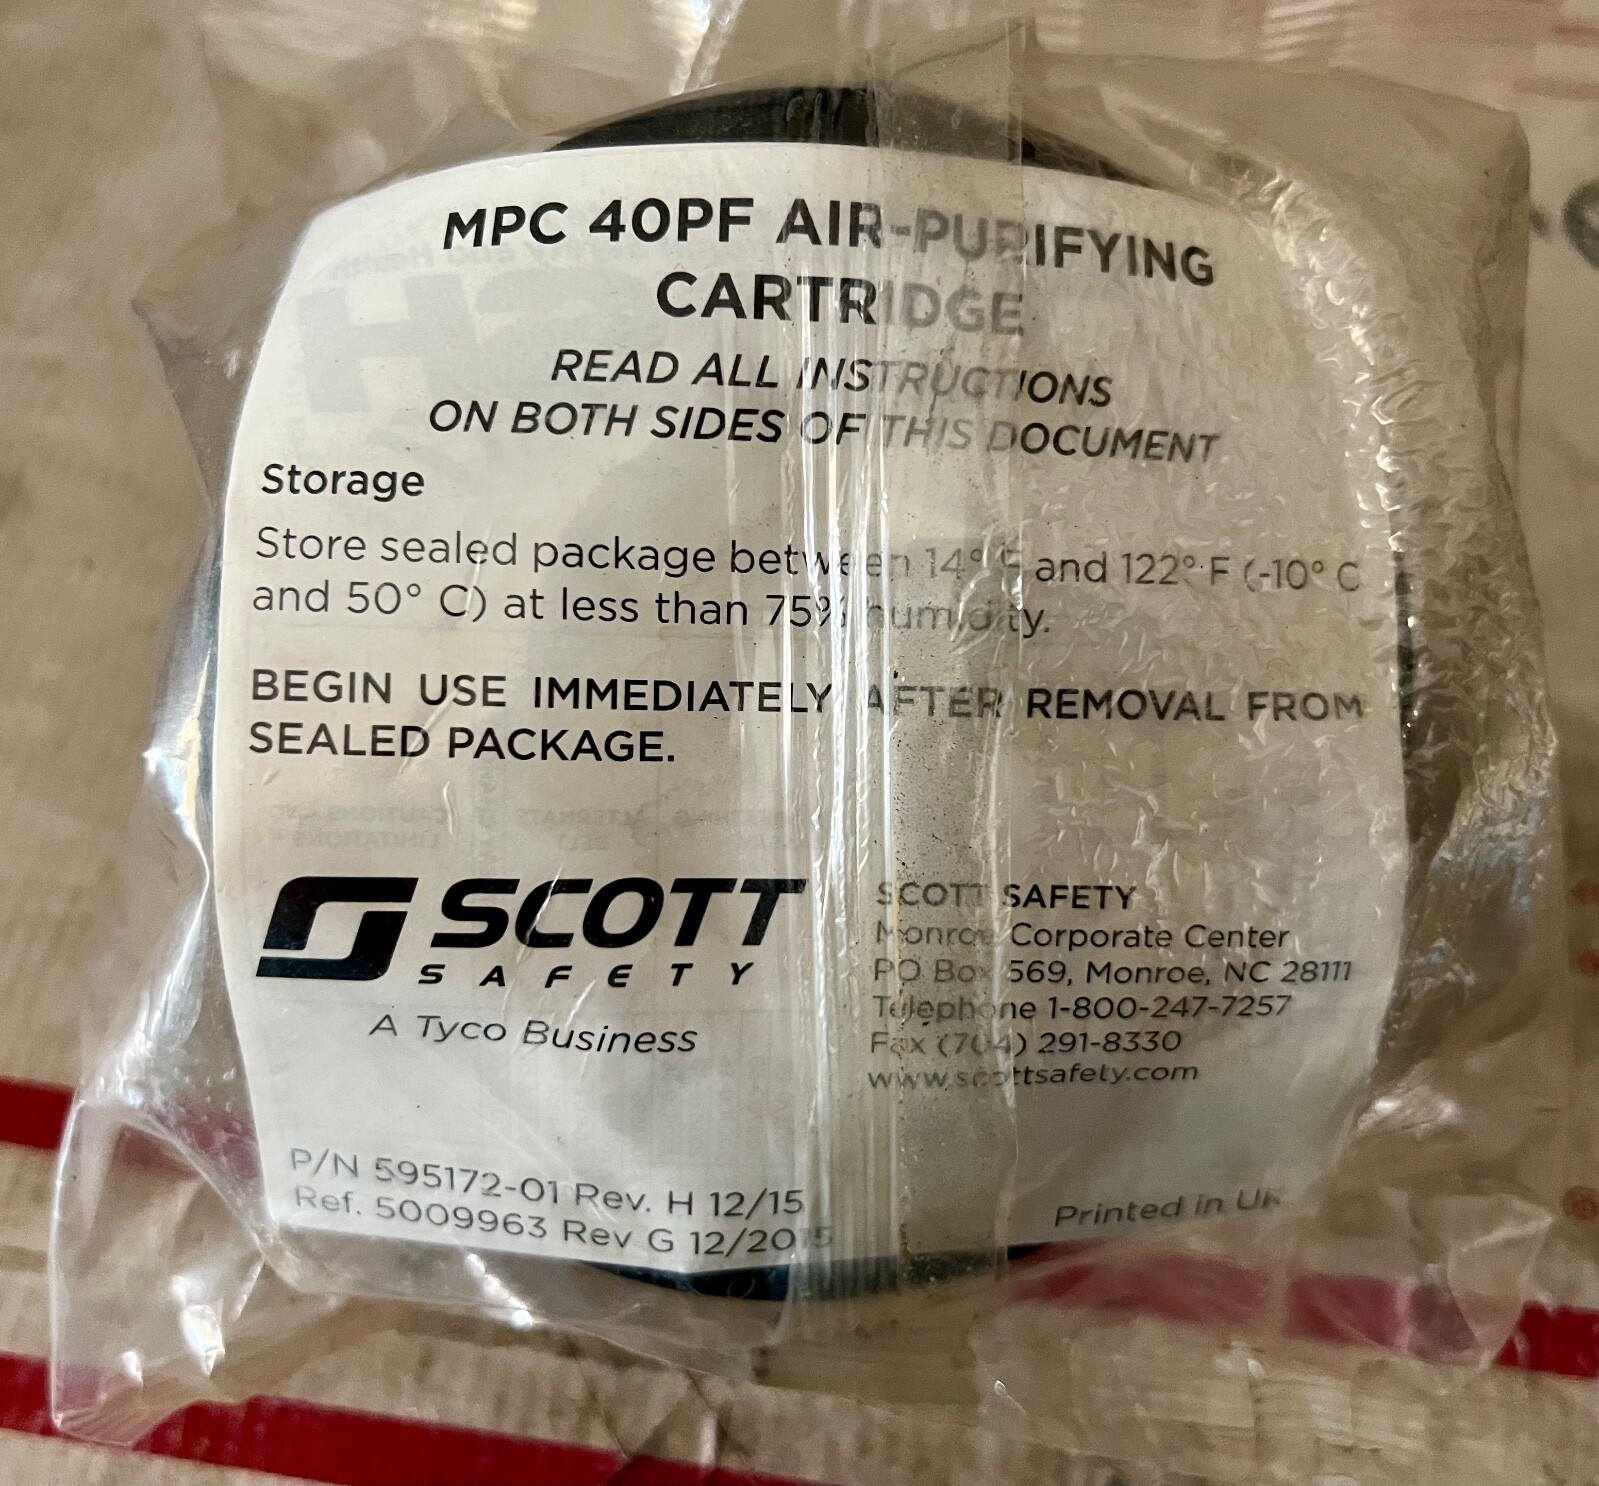 MPC 40PF AIR-PURIFYING
CARTRIDGE
READ ALL INSTRUCTIONS
ON BOTH SIDES OF THIS DOCUMENT
Storage
Store sealed package between 14° F and 122° F (-10° C
and 50° C) at less than 75% humidity.
BEGIN USE IMMEDIATELY AFTER REMOVAL FROM
SEALED PACKAGE.
SCOTT
SAFETY
A Tyco Business
SCOTT SAFETY
Monroe Corporate Center
PO Box 569, Monroe, NC 28111
Telephone 1-800-247-7257
Fax (704) 291-8330
www.scottsafety.com
P/N 595172-01 Rev. H 12/15
Ref. 5009963 Rev G 12/2015
Printed in UK